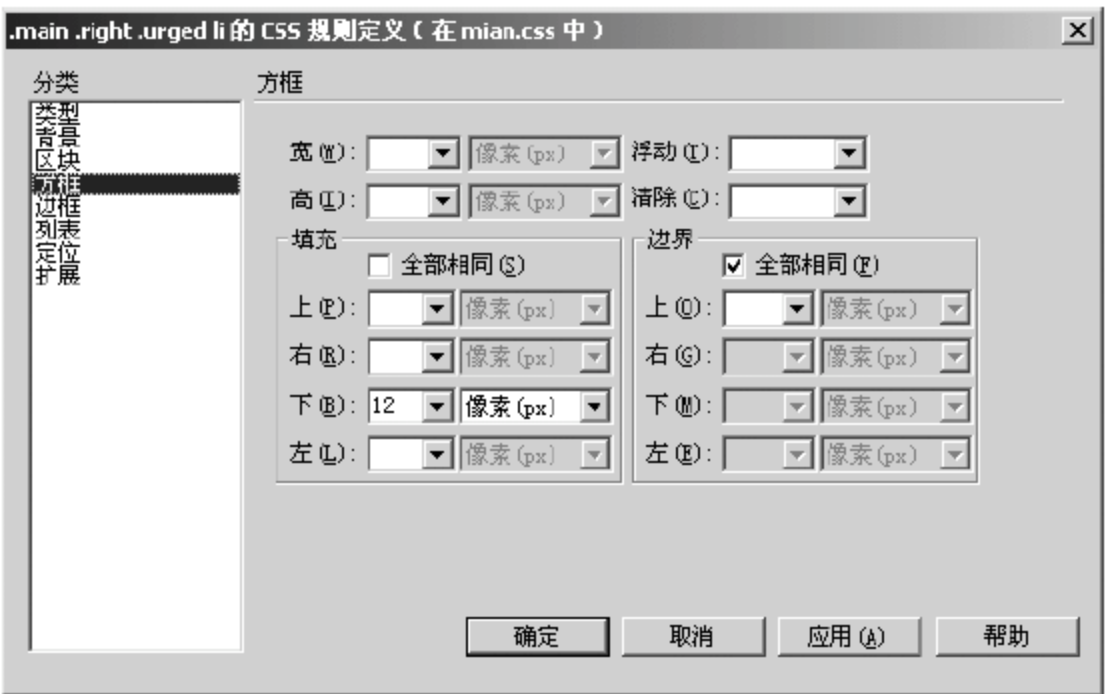 .main .right .urged li 的 CSS 规则定义（在 mian.css 中）
分类
类型
背景
区块
方框
边框
列表
定位
扩展
方框
宽(W): 像素(px) 浮动(T):
高(I): 像素(px) 清除(C):
填充 边界
全部相同(S) 全部相同(F)
上(P): 像素(px) 上(O): 像素(px)
右(R): 像素(px) 右(G): 像素(px)
下(B): 12 像素(px) 下(M): 像素(px)
左(L): 像素(px) 左(E): 像素(px)
确定 取消 应用(A) 帮助